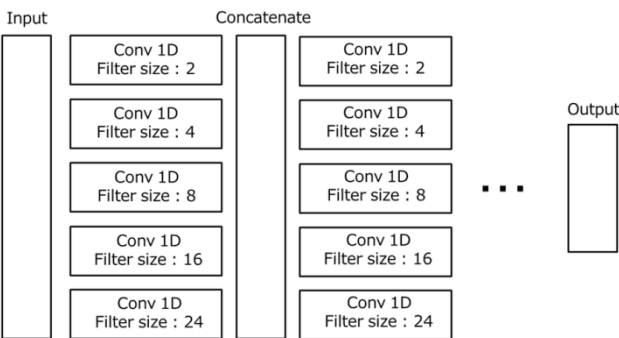 Input
Concatenate
Conv 1D
Filter size : 2
Conv 1D
Filter size : 4
Conv 1D
Filter size : 8
Conv 1D
Filter size : 16
Conv 1D
Filter size : 24
Conv 1D
Filter size : 2
Conv 1D
Filter size : 4
Conv 1D
Filter size : 8
Conv 1D
Filter size : 16
Conv 1D
Filter size : 24
...
Output